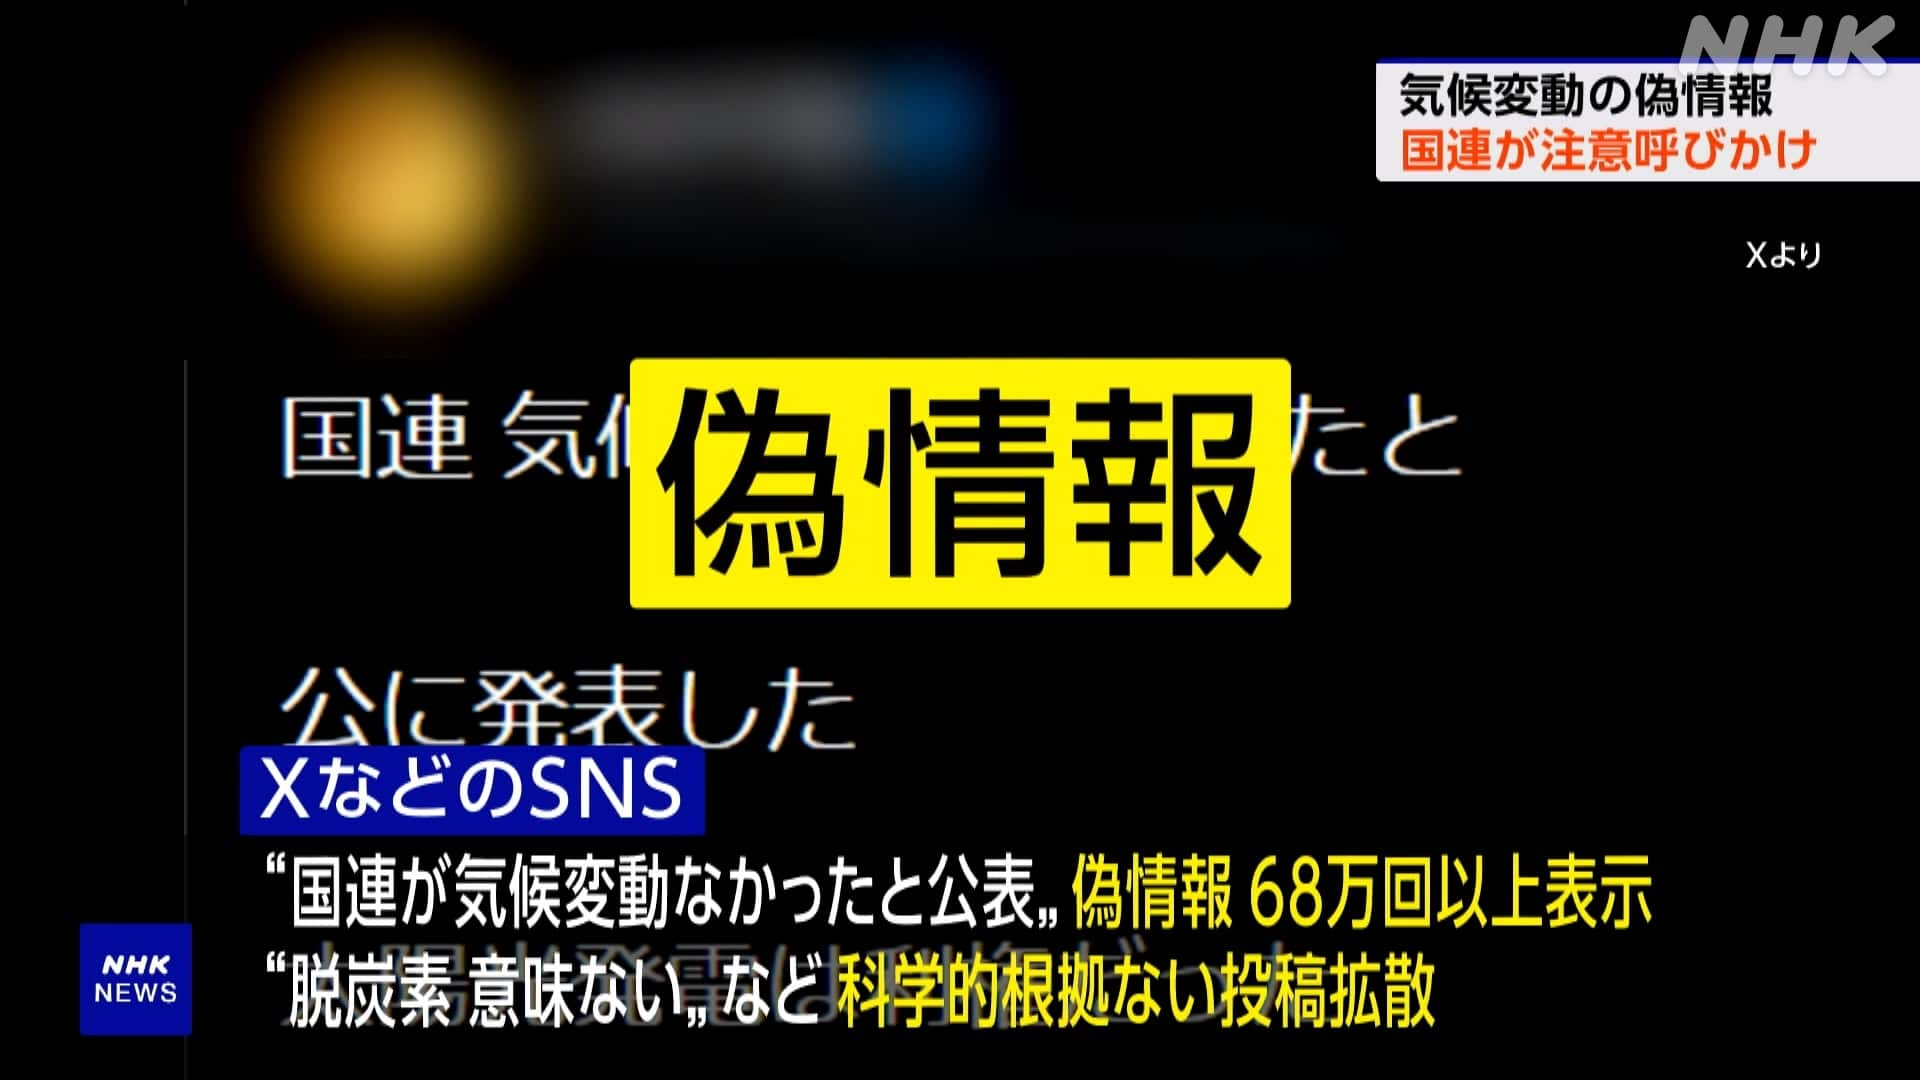 NHK
気候変動の偽情報
国連が注意呼びかけ
Xより
国連 気
たと
偽情報
公に発表した
XなどのSNS
“国連が気候変動なかったと公表„ 偽情報 68万回以上表示
“脱炭素 意味ない„ など 科学的根拠ない投稿拡散
NHK
NEWS